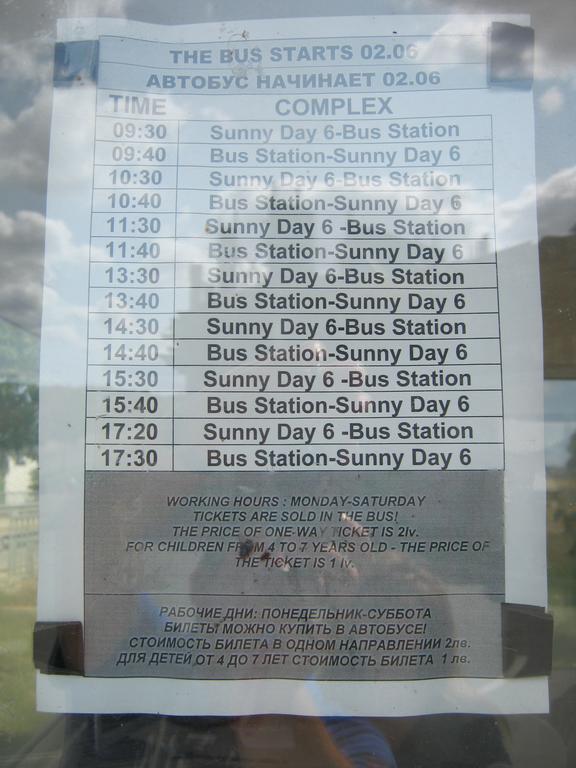 THE BUS STARTS 02.06
АВТОБУС НАЧИНАЕТ 02.06
TIME COMPLEX
09:30 Sunny Day 6-Bus Station
09:40 Bus Station-Sunny Day 6
10:30 Sunny Day 6-Bus Station
10:40 Bus Station-Sunny Day 6
11:30 Sunny Day 6 -Bus Station
11:40 Bus Station-Sunny Day 6
13:30 Sunny Day 6-Bus Station
13:40 Bus Station-Sunny Day 6
14:30 Sunny Day 6-Bus Station
14:40 Bus Station-Sunny Day 6
15:30 Sunny Day 6 -Bus Station
15:40 Bus Station-Sunny Day 6
17:20 Sunny Day 6 -Bus Station
17:30 Bus Station-Sunny Day 6
WORKING HOURS : MONDAY-SATURDAY
TICKETS ARE SOLD IN THE BUS!
THE PRICE OF ONE-WAY TICKET IS 2lv.
FOR CHILDREN FROM 4 TO 7 YEARS OLD - THE PRICE OF
THE TICKET IS 1 lv.
РАБОЧИЕ ДНИ: ПОНЕДЕЛЬНИК-СУББОТА
БИЛЕТЫ МОЖНО КУПИТЬ В АВТОБУСЕ!
СТОИМОСТЬ БИЛЕТА В ОДНОМ НАПРАВЛЕНИИ 2лв.
ДЛЯ ДЕТЕЙ ОТ 4 ДО 7 ЛЕТ СТОИМОСТЬ БИЛЕТА 1 лв.